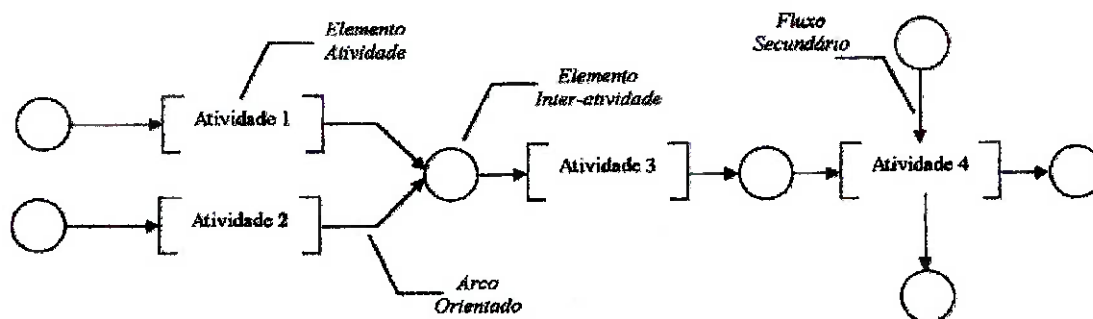 Elemento
Atividade
Fluxo
Secundário
Elemento
Inter-atividade
Atividade 1
Atividade 3
Atividade 4
Atividade 2
Arco
Orientado